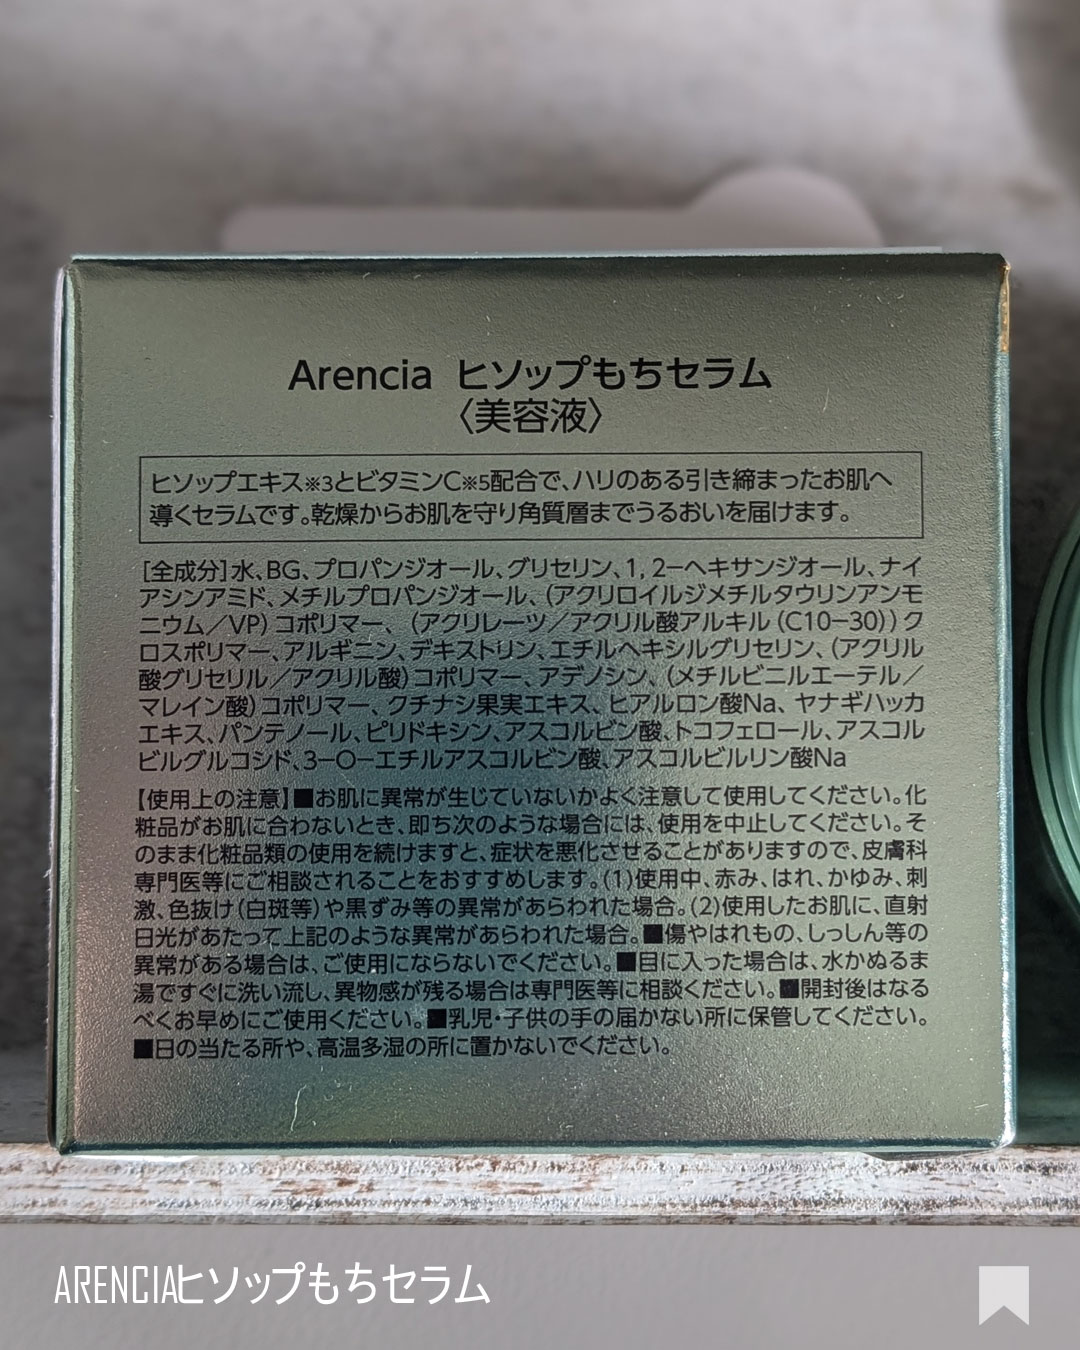 Arencia ヒソップもちセラム
〈美容液〉
ヒソップエキス※3とビタミンC※5配合で、ハリのある引き締まったお肌へ
導くセラムです。乾燥からお肌を守り角質層までうるおいを届けます。
[全成分]水、BG、プロパンジオール、グリセリン、1, 2−ヘキサンジオール、ナイ
アシンアミド、メチルプロパンジオール、(アクリロイルジメチルタウリンアンモ
ニウム/VP)コポリマー、(アクリレーツ/アクリル酸アルキル(C10−30))ク
ロスポリマー、アルギニン、デキストリン、エチルヘキシルグリセリン、(アクリル
酸グリセリル/アクリル酸)コポリマー、アデノシン、(メチルビニルエーテル/
マレイン酸)コポリマー、クチナシ果実エキス、ヒアルロン酸Na、ヤナギハッカ
エキス、パンテノール、ピリドキシン、アスコルビン酸、トコフェロール、アスコル
ビルグルコシド、3−O−エチルアスコルビン酸、アスコルビルリン酸Na
【使用上の注意】■お肌に異常が生じていないかよく注意して使用してください。化
粧品がお肌に合わないとき、即ち次のような場合には、使用を中止してください。そ
のまま化粧品類の使用を続けますと、症状を悪化させることがありますので、皮膚科
専門医等にご相談されることをおすすめします。(1)使用中、赤み、はれ、かゆみ、刺
激、色抜け(白斑等)や黒ずみ等の異常があらわれた場合。(2)使用したお肌に、直射
日光があたって上記のような異常があらわれた場合。■傷やはれもの、しっしん等の
異常がある場合は、ご使用にならないでください。■目に入った場合は、水かぬるま
湯ですぐに洗い流し、異物感が残る場合は専門医等に相談ください。■開封後はなる
べくお早めにご使用ください。■乳児・子供の手の届かない所に保管してください。
■日の当たる所や、高温多湿の所に置かないでください。
ARENCIAヒソップもちセラム